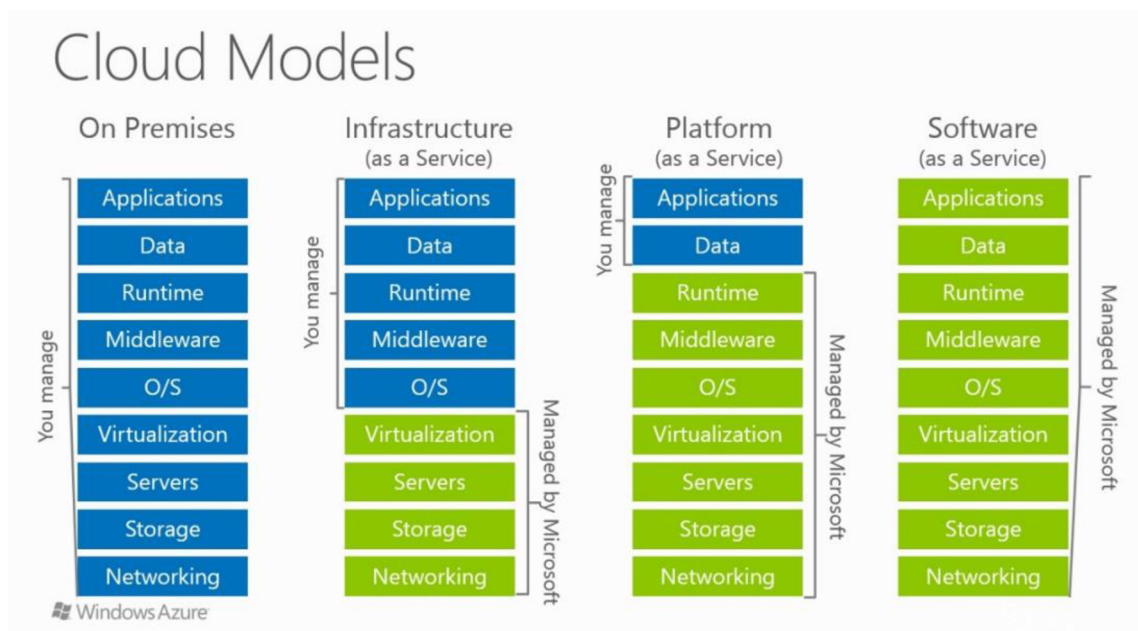 Cloud Models
On Premises
You manage
Applications
Data
Runtime
Middleware
O/S
Virtualization
Servers
Storage
Networking
Infrastructure
(as a Service)
You manage
Applications
Data
Runtime
Middleware
O/S
Virtualization
Servers
Storage
Networking
Managed by Microsoft
Platform
(as a Service)
You manage
Applications
Data
Runtime
Middleware
O/S
Virtualization
Servers
Storage
Networking
Managed by Microsoft
Software
(as a Service)
Applications
Data
Runtime
Middleware
O/S
Virtualization
Servers
Storage
Networking
Managed by Microsoft
Windows Azure